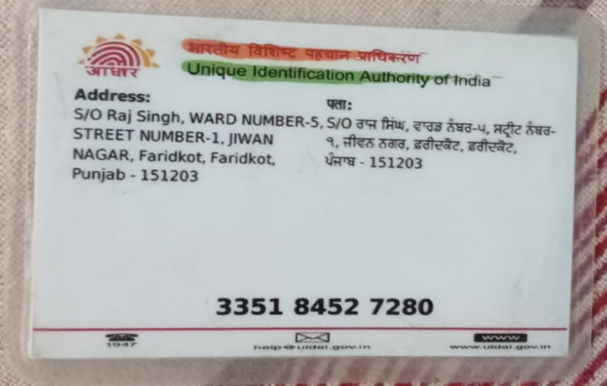 भारतीय विशिष्ट पहचान प्राधिकरण
आधार
Unique Identification Authority of India
Address:
S/O Raj Singh, WARD NUMBER-5,
STREET NUMBER-1, JIWAN
NAGAR, Faridkot, Faridkot,
Punjab - 151203
ਪਤਾ:
S/O ਰਾਜ ਸਿੰਘ, ਵਾਰਡ ਨੰਬਰ-੫, ਸਟ੍ਰੀਟ ਨੰਬਰ-
੧, ਜੀਵਨ ਨਗਰ, ਫ਼ਰੀਦਕੋਟ, ਫ਼ਰੀਦਕੋਟ,
ਪੰਜਾਬ - 151203
3351 8452 7280
1947
help@uidai.gov.in
WWW
www.uidai.gov.in